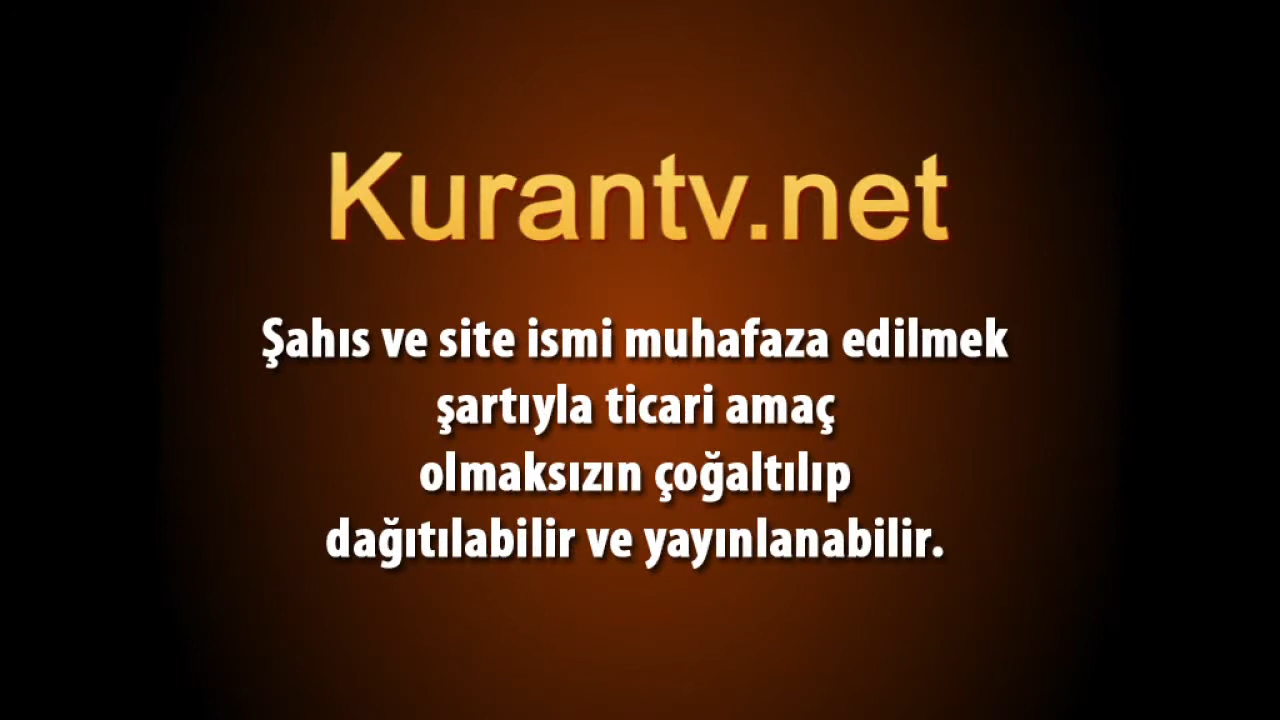 Kurantv.net
Şahıs ve site ismi muhafaza edilmek
şartıyla ticari amaç
olmaksızın çoğaltılıp
dağıtılabilir ve yayınlanabilir.